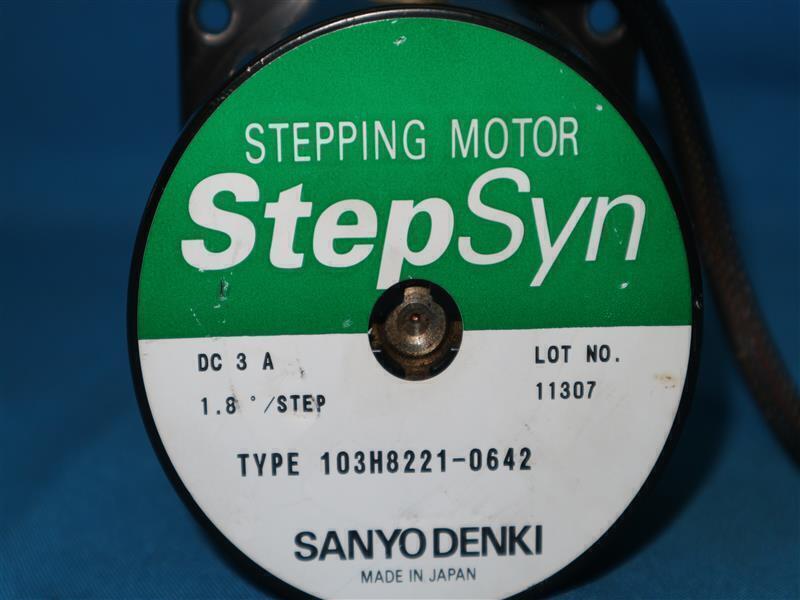 STEPPING MOTOR
StepSyn
DC 3 A
LOT NO.
1.8 °/STEP
11307
TYPE 103H8221-0642
SANYO DENKI
MADE IN JAPAN